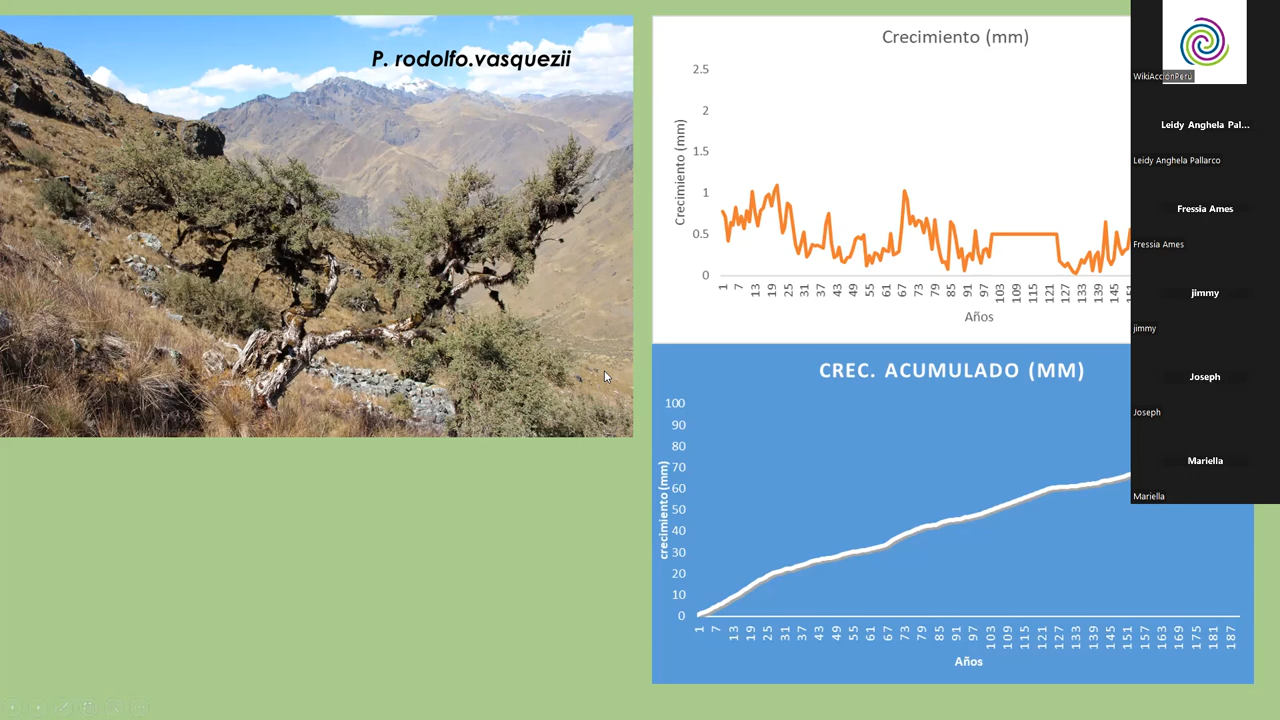 P. rodolfo.vasquezii
Crecimiento (mm)
Crecimiento (mm)
2.5
2
1.5
1
0.5
0
1 7 13 19 25 31 37 43 49 55 61 67 73 79 85 91 97 103 109 115 121 127 133 139 145 151
Años
CREC. ACUMULADO (MM)
crecimiento (mm)
100
90
80
70
60
50
40
30
20
10
0
1 7 13 19 25 31 37 43 49 55 61 67 73 79 85 91 97 103 109 115 121 127 133 139 145 151 157 163 169 175 181 187
Años
WikiAcciónPerú
Leidy Anghela Pal...
Leidy Anghela Pallarco
Fressia Ames
Fressia Ames
jimmy
jimmy
Joseph
Joseph
Mariella
Mariella